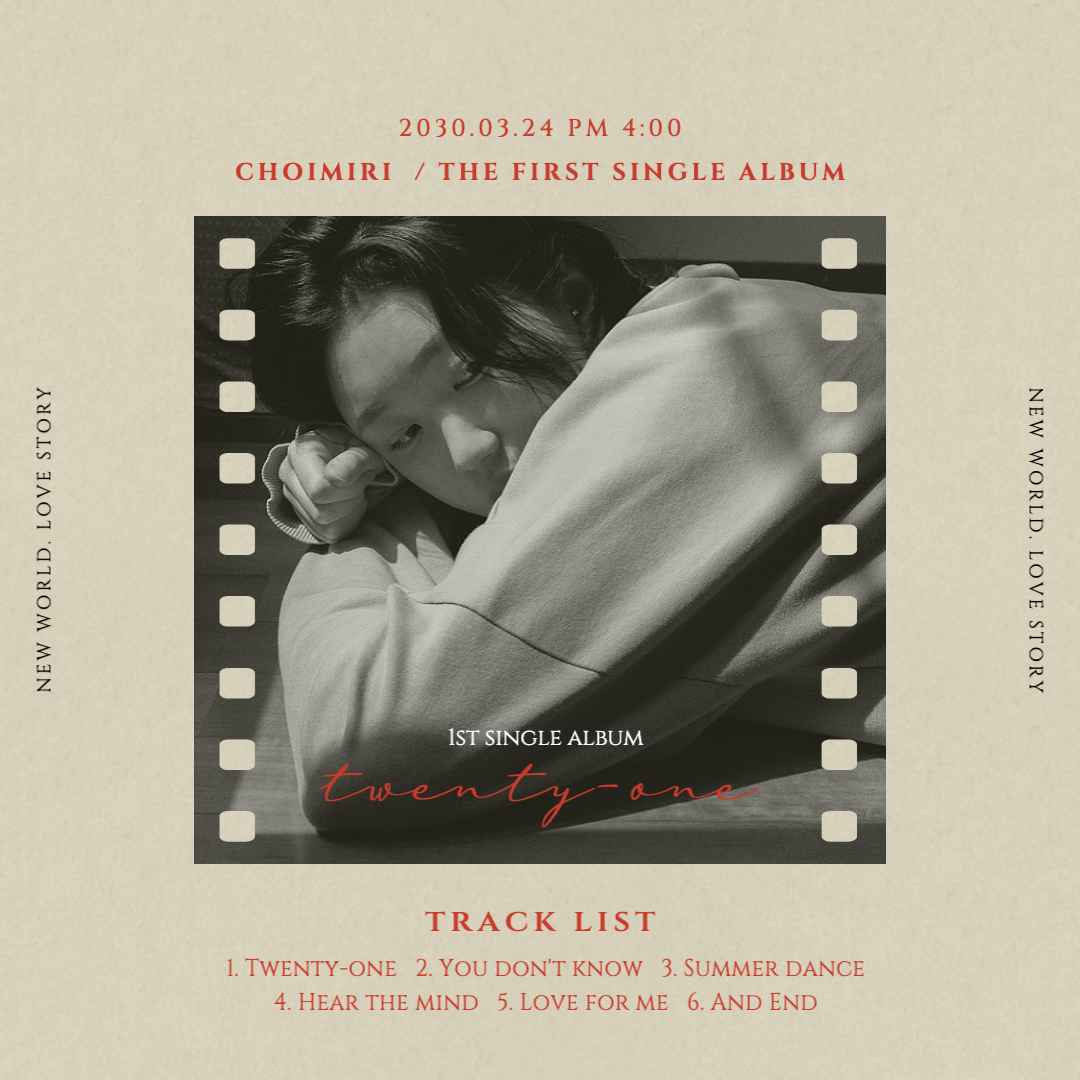 2030.03.24 PM 4:00
CHOIMIRI / THE FIRST SINGLE ALBUM
NEW WORLD. LOVE STORY
NEW WORLD. LOVE STORY
1ST SINGLE ALBUM
twenty-one
TRACK LIST
1. TWENTY-ONE 2. YOU DON'T KNOW 3. SUMMER DANCE
4. HEAR THE MIND 5. LOVE FOR ME 6. AND END